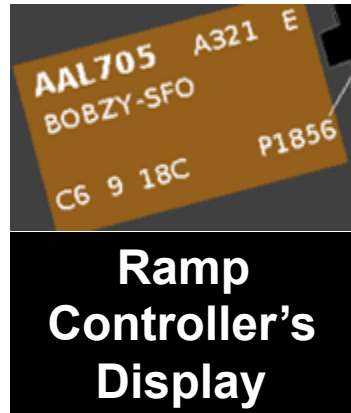 AAL705 A321 E
BOBZY-SFO
C6 9 18C P1856
Ramp
Controller's
Display